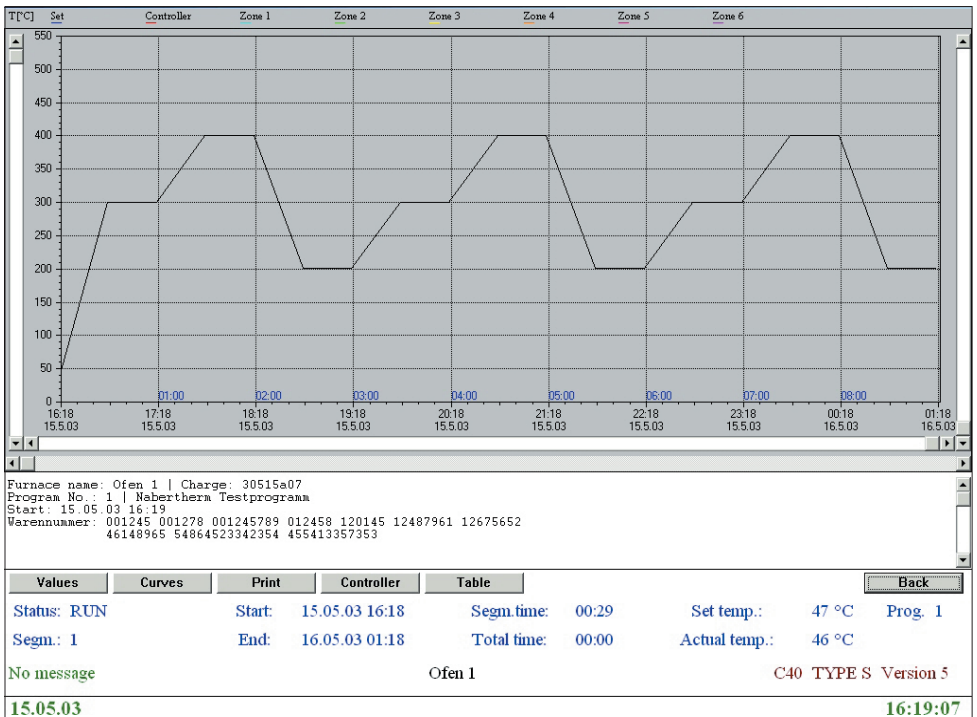 T[°C] Set Controller Zone 1 Zone 2 Zone 3 Zone 4 Zone 5 Zone 6
550
500
450
400
350
300
250
200
150
100
50
0
01:00 02:00 03:00 04:00 05:00 06:00 07:00 08:00
16:18 17:18 18:18 19:18 20:18 21:18 22:18 23:18 00:18 01:18
15.5.03 15.5.03 15.5.03 15.5.03 15.5.03 15.5.03 15.5.03 15.5.03 16.5.03 16.5.03
Furnace name: Ofen 1 | Charge: 30515a07
Program No.: 1 | Nabertherm Testprogramm
Start: 15.05.03 16:19
Warennummer: 001245 001278 001245789 012458 120145 12487961 12675652
46148965 54864523342354 455413357353
Values Curves Print Controller Table Back
Status: RUN Start: 15.05.03 16:18 Segm.time: 00:29 Set temp.: 47 °C Prog. 1
Segm.: 1 End: 16.05.03 01:18 Total time: 00:00 Actual temp.: 46 °C
No message Ofen 1 C40 TYPE S Version 5
15.05.03 16:19:07